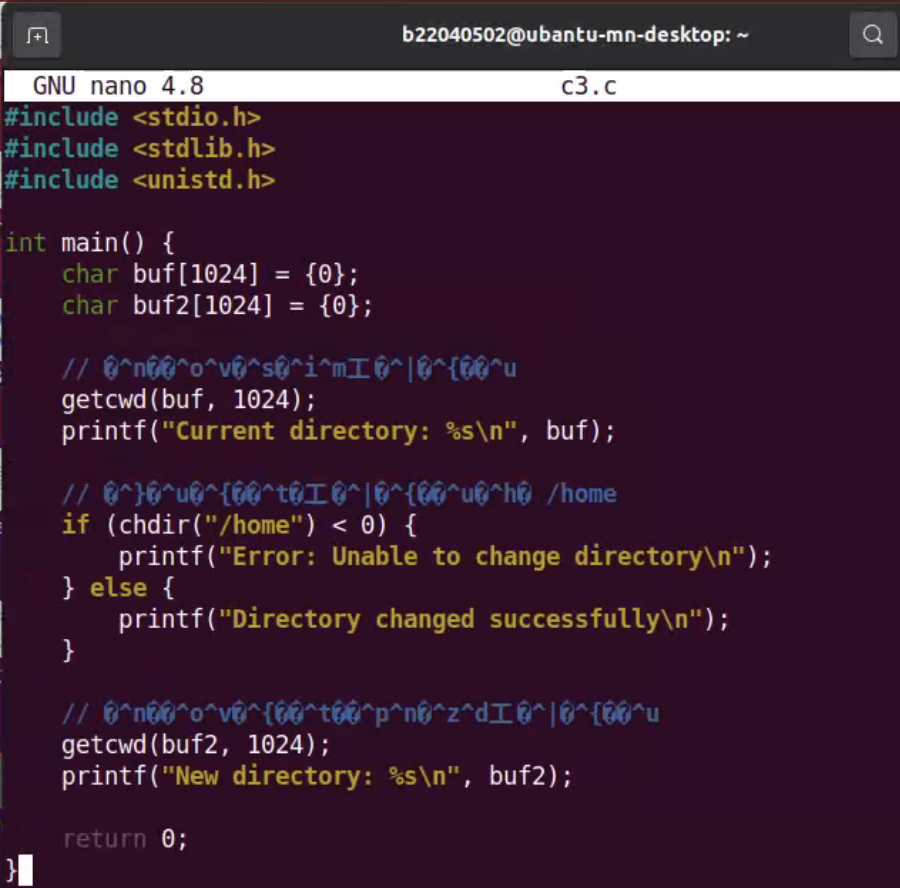 b22040502@ubantu-mn-desktop: ~
GNU nano 4.8 c3.c
#include <stdio.h>
#include <stdlib.h>
#include <unistd.h>
int main() {
    char buf[1024] = {0};
    char buf2[1024] = {0};
    // �^n��^o^v�^s�^i^m工�^|�^{��^u
    getcwd(buf, 1024);
    printf("Current directory: %s\n", buf);
    // �^}�^u�^{��^t�工�^|�^{��^u�^h� /home
    if (chdir("/home") < 0) {
        printf("Error: Unable to change directory\n");
    } else {
        printf("Directory changed successfully\n");
    }
    // �^n��^o^v�^{��^t��^p^n�^z^d工�^|�^{��^u
    getcwd(buf2, 1024);
    printf("New directory: %s\n", buf2);
    return 0;
}